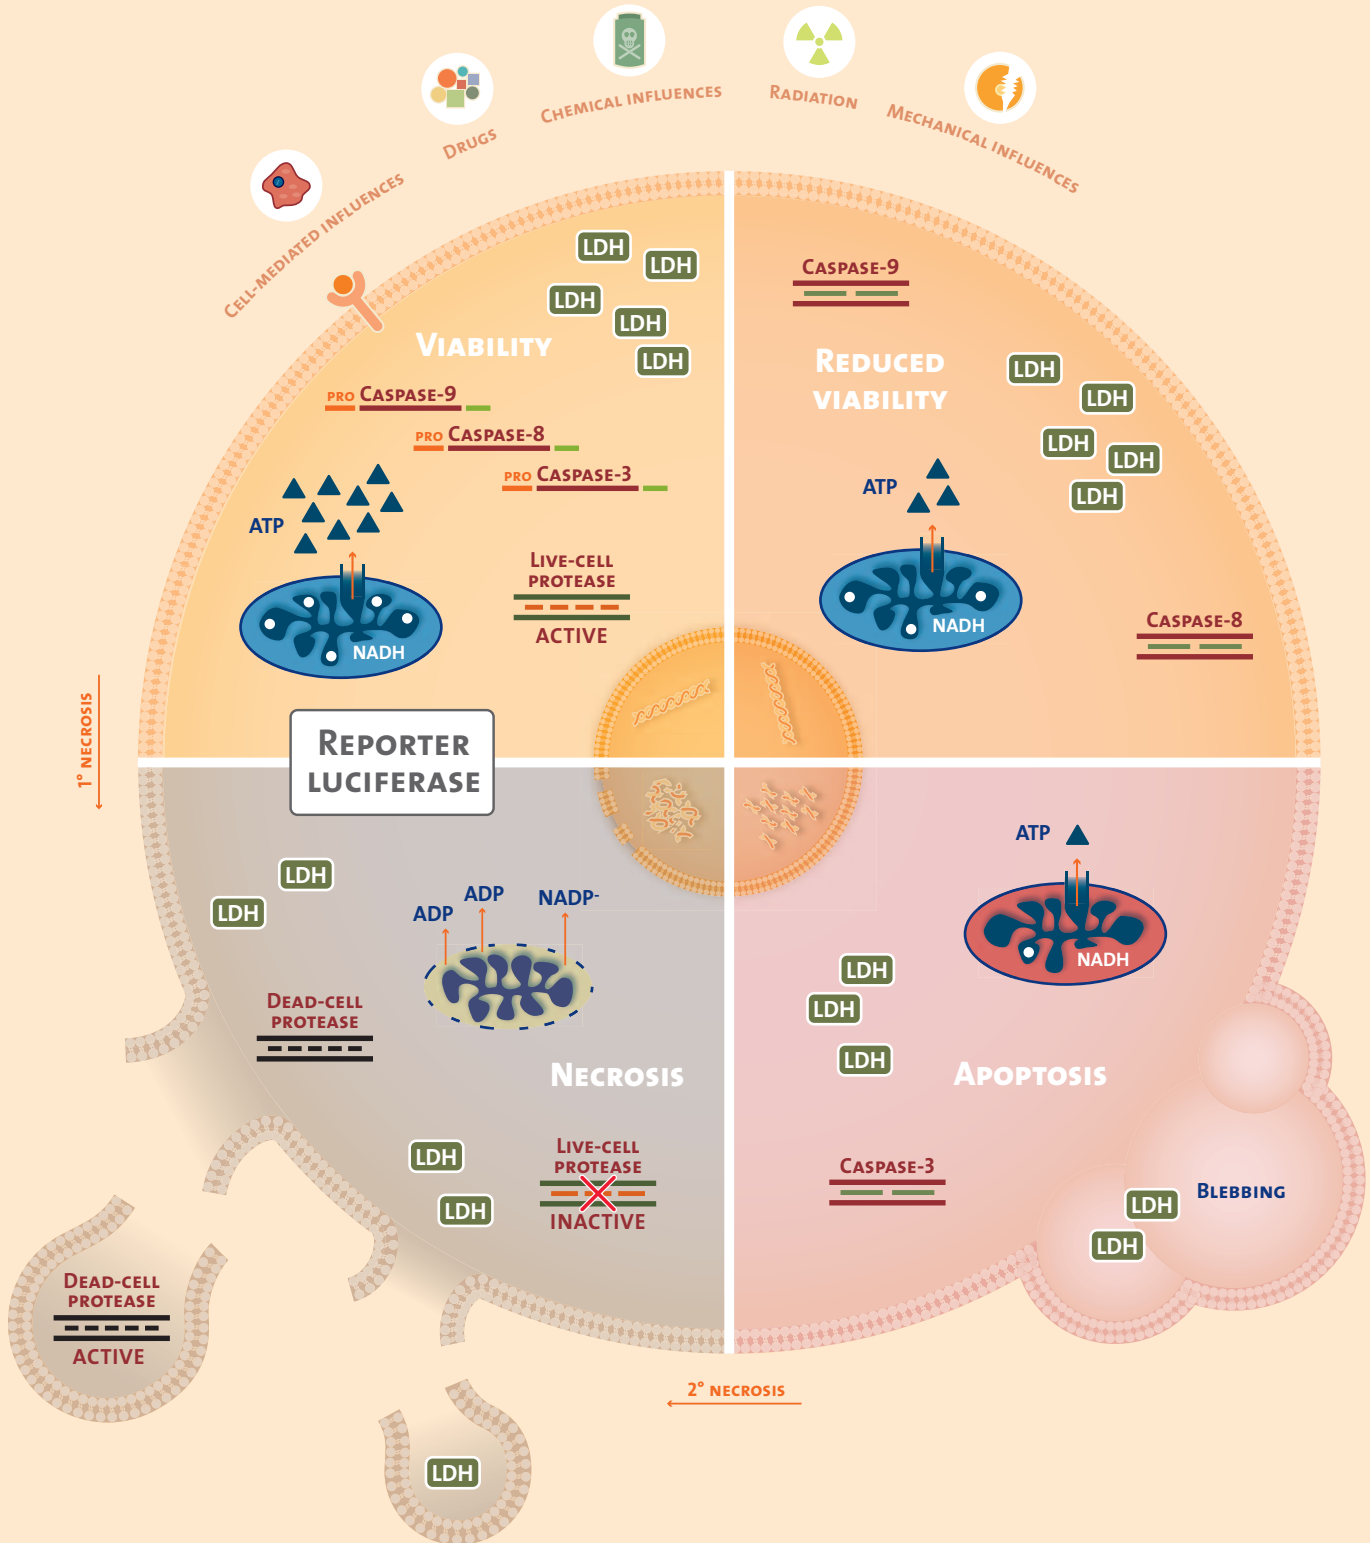 CHEMICAL INFLUENCES
RADIATION
DRUGS
MECHANICAL INFLUENCES
CELL-MEDIATED INFLUENCES
LDH
LDH
LDH
LDH
LDH
VIABILITY
PRO CASPASE-9
PRO CASPASE-8
PRO CASPASE-3
ATP
LIVE-CELL
PROTEASE
ACTIVE
NADH
CASPASE-9
REDUCED
VIABILITY
LDH
LDH
LDH
LDH
LDH
ATP
NADH
CASPASE-8
1° NECROSIS
REPORTER
LUCIFERASE
LDH
LDH
ADP
ADP
NADP-
DEAD-CELL
PROTEASE
NECROSIS
LDH
LDH
LIVE-CELL
PROTEASE
INACTIVE
DEAD-CELL
PROTEASE
ACTIVE
LDH
ATP
NADH
LDH
LDH
LDH
APOPTOSIS
CASPASE-3
BLEBBING
LDH
LDH
2° NECROSIS